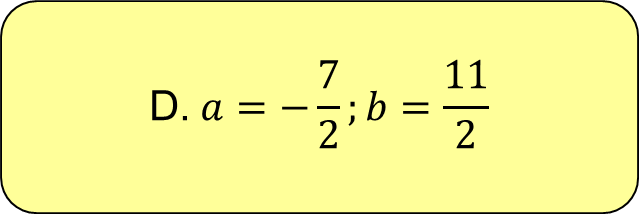 D. a = −7/2; b = 11/2